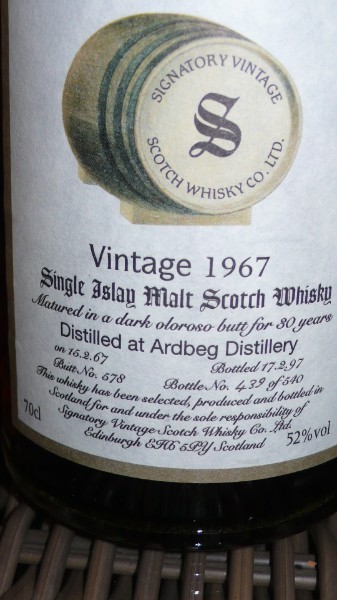 SIGNATORY VINTAGE
S
SCOTCH WHISKY CO. LTD.
Vintage 1967
Single Islay Malt Scotch Whisky
Matured in a dark oloroso butt for 30 years
Distilled at Ardbeg Distillery
on 15.2.67 Bottled 17.2.97
Butt No. 578 Bottle No. 439 of 540
This whisky has been selected, produced and bottled in
Scotland for and under the sole responsibility of
70cl Signatory Vintage Scotch Whisky Co. Ltd. 52%vol
Edinburgh EH6 5PY Scotland